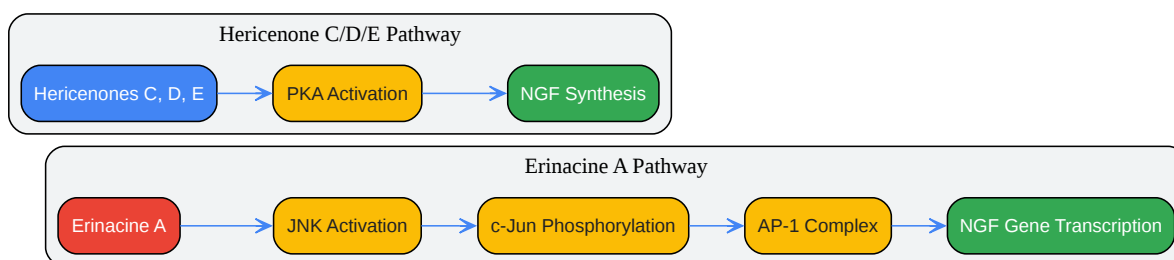 Hericenone C/D/E Pathway
Hericenones C, D, E
PKA Activation
NGF Synthesis
Erinacine A Pathway
Erinacine A
JNK Activation
c-Jun Phosphorylation
AP-1 Complex
NGF Gene Transcription